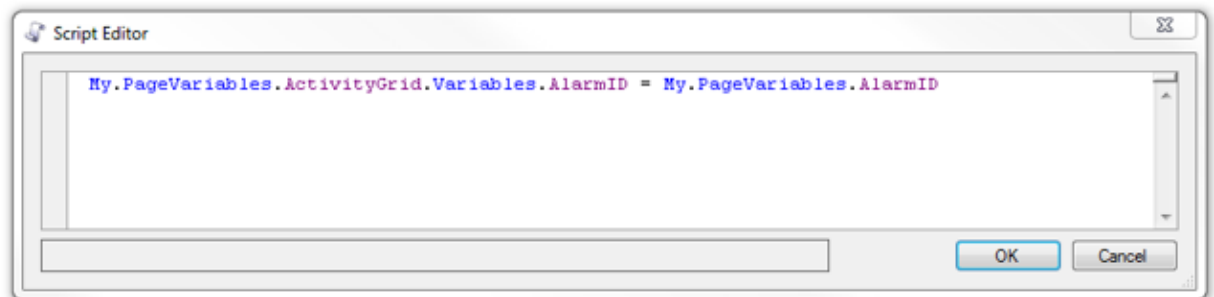 Script Editor
My.PageVariables.ActivityGrid.Variables.AlarmID = My.PageVariables.AlarmID
OK
Cancel